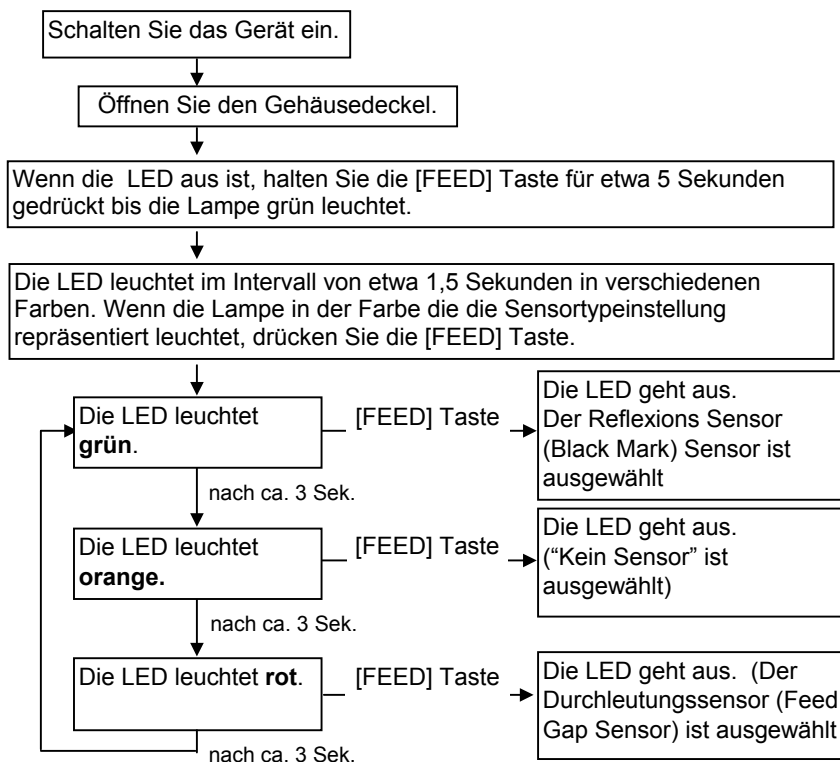 Schalten Sie das Gerät ein.
Öffnen Sie den Gehäusedeckel.
Wenn die LED aus ist, halten Sie die [FEED] Taste für etwa 5 Sekunden
gedrückt bis die Lampe grün leuchtet.
Die LED leuchtet im Intervall von etwa 1,5 Sekunden in verschiedenen
Farben. Wenn die Lampe in der Farbe die die Sensortypeinstellung
repräsentiert leuchtet, drücken Sie die [FEED] Taste.
Die LED leuchtet
grün.
[FEED] Taste
Die LED geht aus.
Der Reflexions Sensor
(Black Mark) Sensor ist
ausgewählt
nach ca. 3 Sek.
Die LED leuchtet
orange.
[FEED] Taste
Die LED geht aus.
(“Kein Sensor” ist
ausgewählt)
nach ca. 3 Sek.
Die LED leuchtet rot.
[FEED] Taste
Die LED geht aus. (Der
Durchleutungssensor (Feed
Gap Sensor) ist ausgewählt
nach ca. 3 Sek.